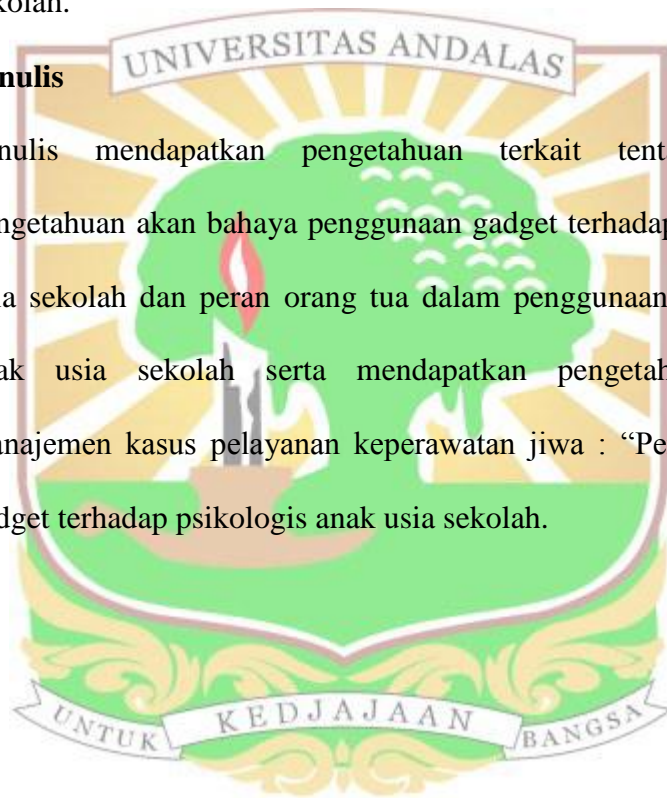 kolah.
UNIVERSITAS ANDALAS
nulis
nulis mendapatkan pengetahuan terkait tent
ngetahuan akan bahaya penggunaan gadget terhadap
ia sekolah dan peran orang tua dalam penggunaan
ak usia sekolah serta mendapatkan pengetah
anajemen kasus pelayanan keperawatan jiwa : “Pe
dget terhadap psikologis anak usia sekolah.
UNTUK KEDJAJAAN BANGSA